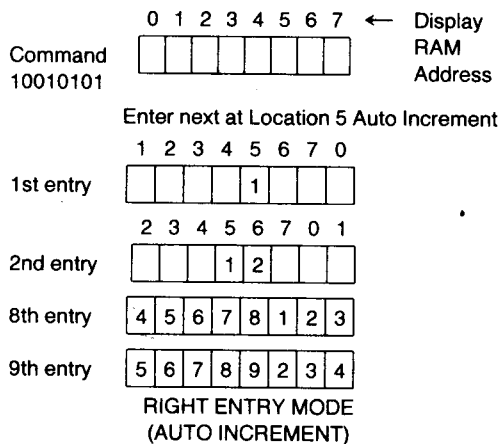 0 1 2 3 4 5 6 7 ← Display
RAM
Address
Command
10010101
Enter next at Location 5 Auto Increment
1 2 3 4 5 6 7 0
1st entry 1
2 3 4 5 6 7 0 1
2nd entry 1 2
8th entry 4 5 6 7 8 1 2 3
9th entry 5 6 7 8 9 2 3 4
RIGHT ENTRY MODE
(AUTO INCREMENT)